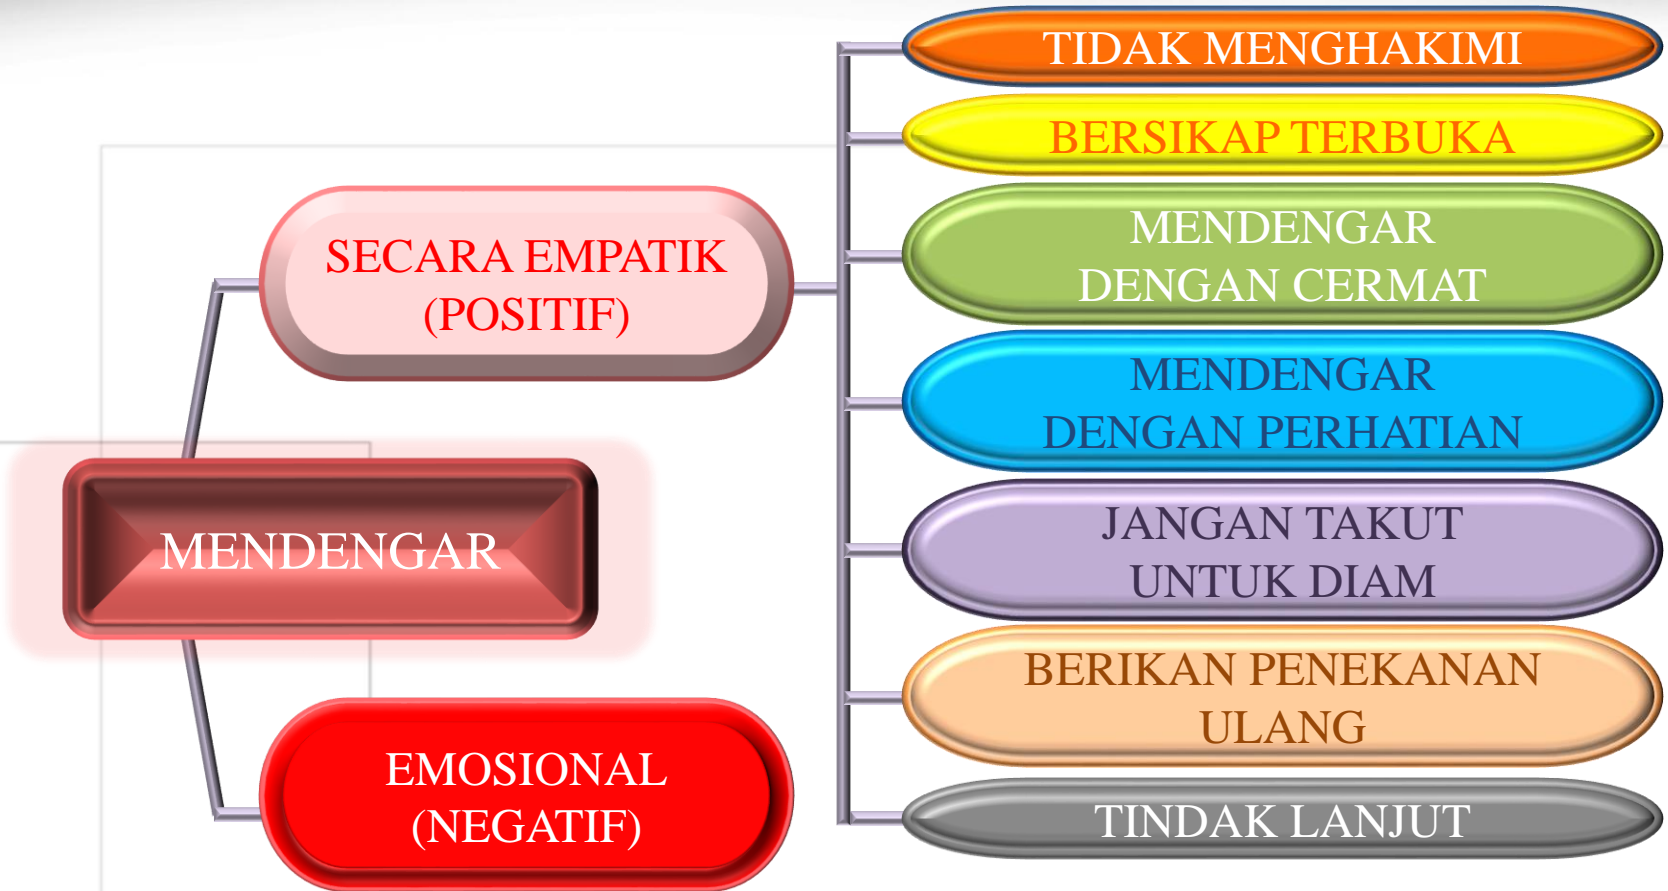 MENDENGAR
SECARA EMPATIK
(POSITIF)
TIDAK MENGHAKIMI
BERSIKAP TERBUKA
MENDENGAR
DENGAN CERMAT
MENDENGAR
DENGAN PERHATIAN
JANGAN TAKUT
UNTUK DIAM
BERIKAN PENEKANAN
ULANG
TINDAK LANJUT
EMOSIONAL
(NEGATIF)